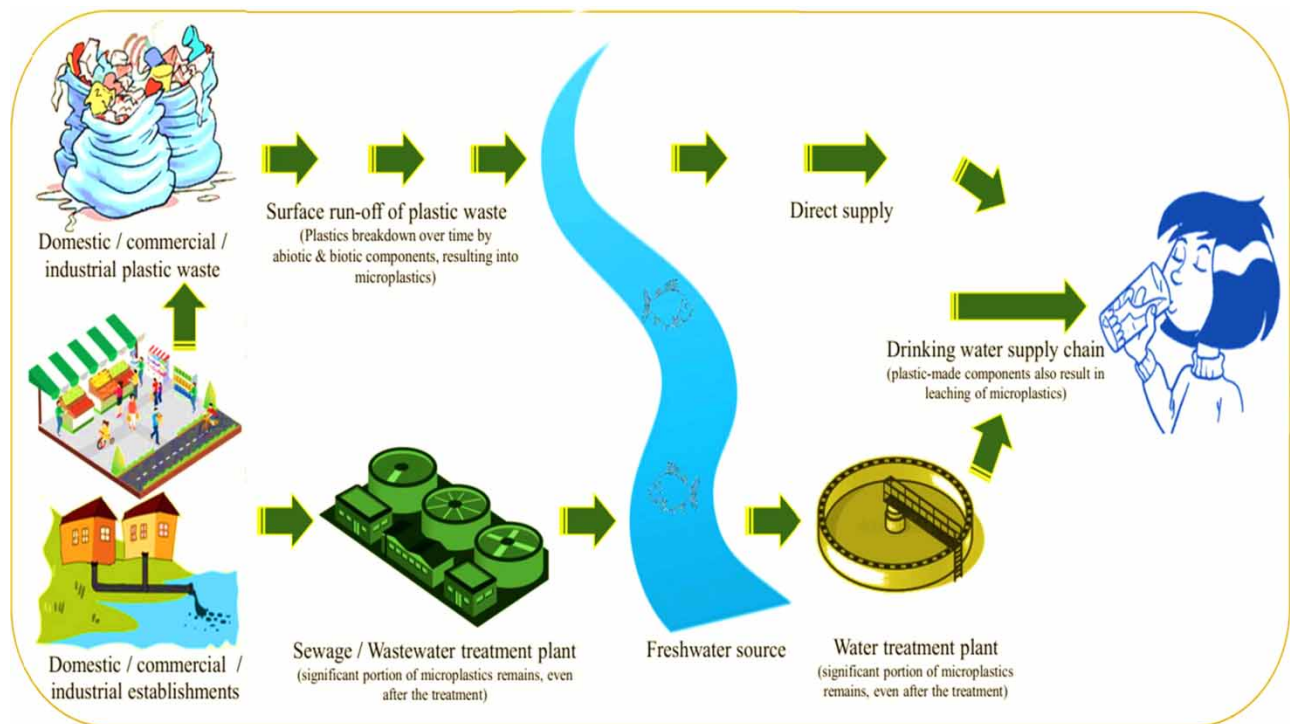 Domestic / commercial /
industrial plastic waste
Surface run-off of plastic waste
(Plastics breakdown over time by
abiotic & biotic components, resulting into
microplastics)
Direct supply
Drinking water supply chain
(plastic-made components also result in
leaching of microplastics)
Domestic / commercial /
industrial establishments
Sewage / Wastewater treatment plant
(significant portion of microplastics remains, even
after the treatment)
Freshwater source
Water treatment plant
(significant portion of microplastics
remains, even after the treatment)